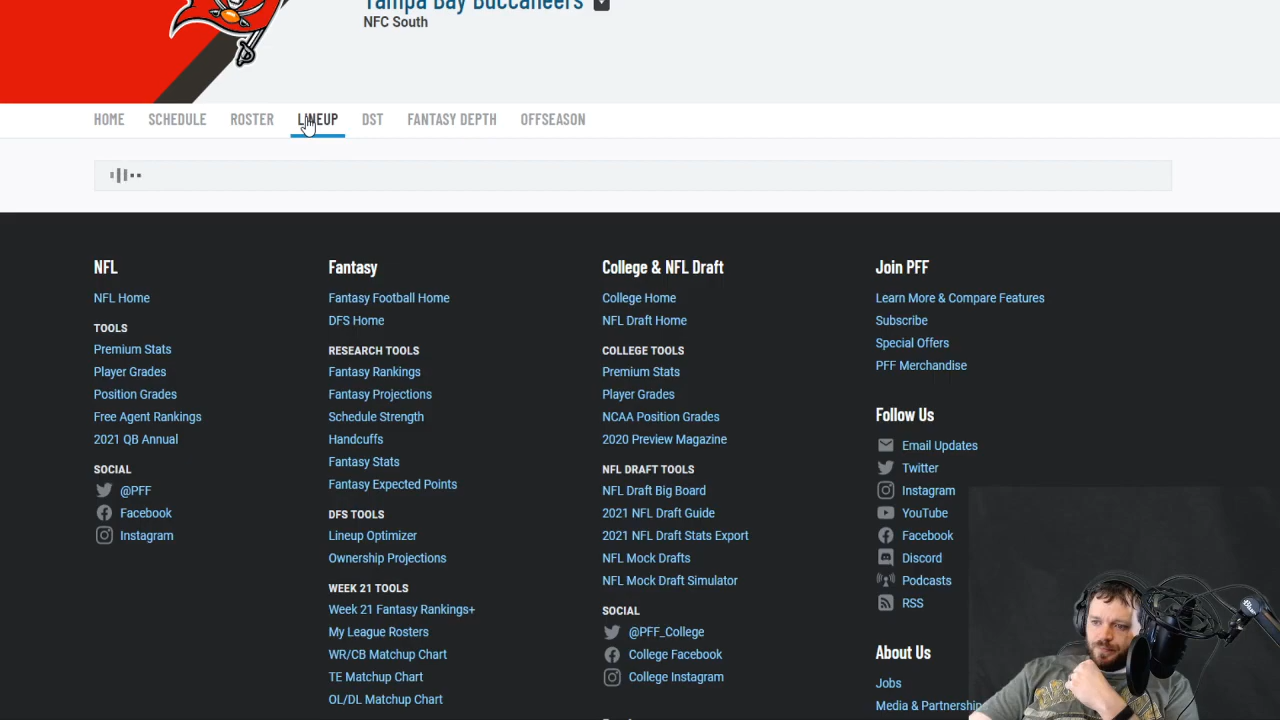 Tampa Bay Buccaneers
NFC South
HOME SCHEDULE ROSTER LINEUP DST FANTASY DEPTH OFFSEASON
NFL
NFL Home
TOOLS
Premium Stats
Player Grades
Position Grades
Free Agent Rankings
2021 QB Annual
SOCIAL
@PFF
Facebook
Instagram
Fantasy
Fantasy Football Home
DFS Home
RESEARCH TOOLS
Fantasy Rankings
Fantasy Projections
Schedule Strength
Handcuffs
Fantasy Stats
Fantasy Expected Points
DFS TOOLS
Lineup Optimizer
Ownership Projections
WEEK 21 TOOLS
Week 21 Fantasy Rankings+
My League Rosters
WR/CB Matchup Chart
TE Matchup Chart
OL/DL Matchup Chart
College & NFL Draft
College Home
NFL Draft Home
COLLEGE TOOLS
Premium Stats
Player Grades
NCAA Position Grades
2020 Preview Magazine
NFL DRAFT TOOLS
NFL Draft Big Board
2021 NFL Draft Guide
2021 NFL Draft Stats Export
NFL Mock Drafts
NFL Mock Draft Simulator
SOCIAL
@PFF_College
College Facebook
College Instagram
Join PFF
Learn More & Compare Features
Subscribe
Special Offers
PFF Merchandise
Follow Us
Email Updates
Twitter
Instagram
YouTube
Facebook
Discord
Podcasts
RSS
About Us
Jobs
Media & Partnership